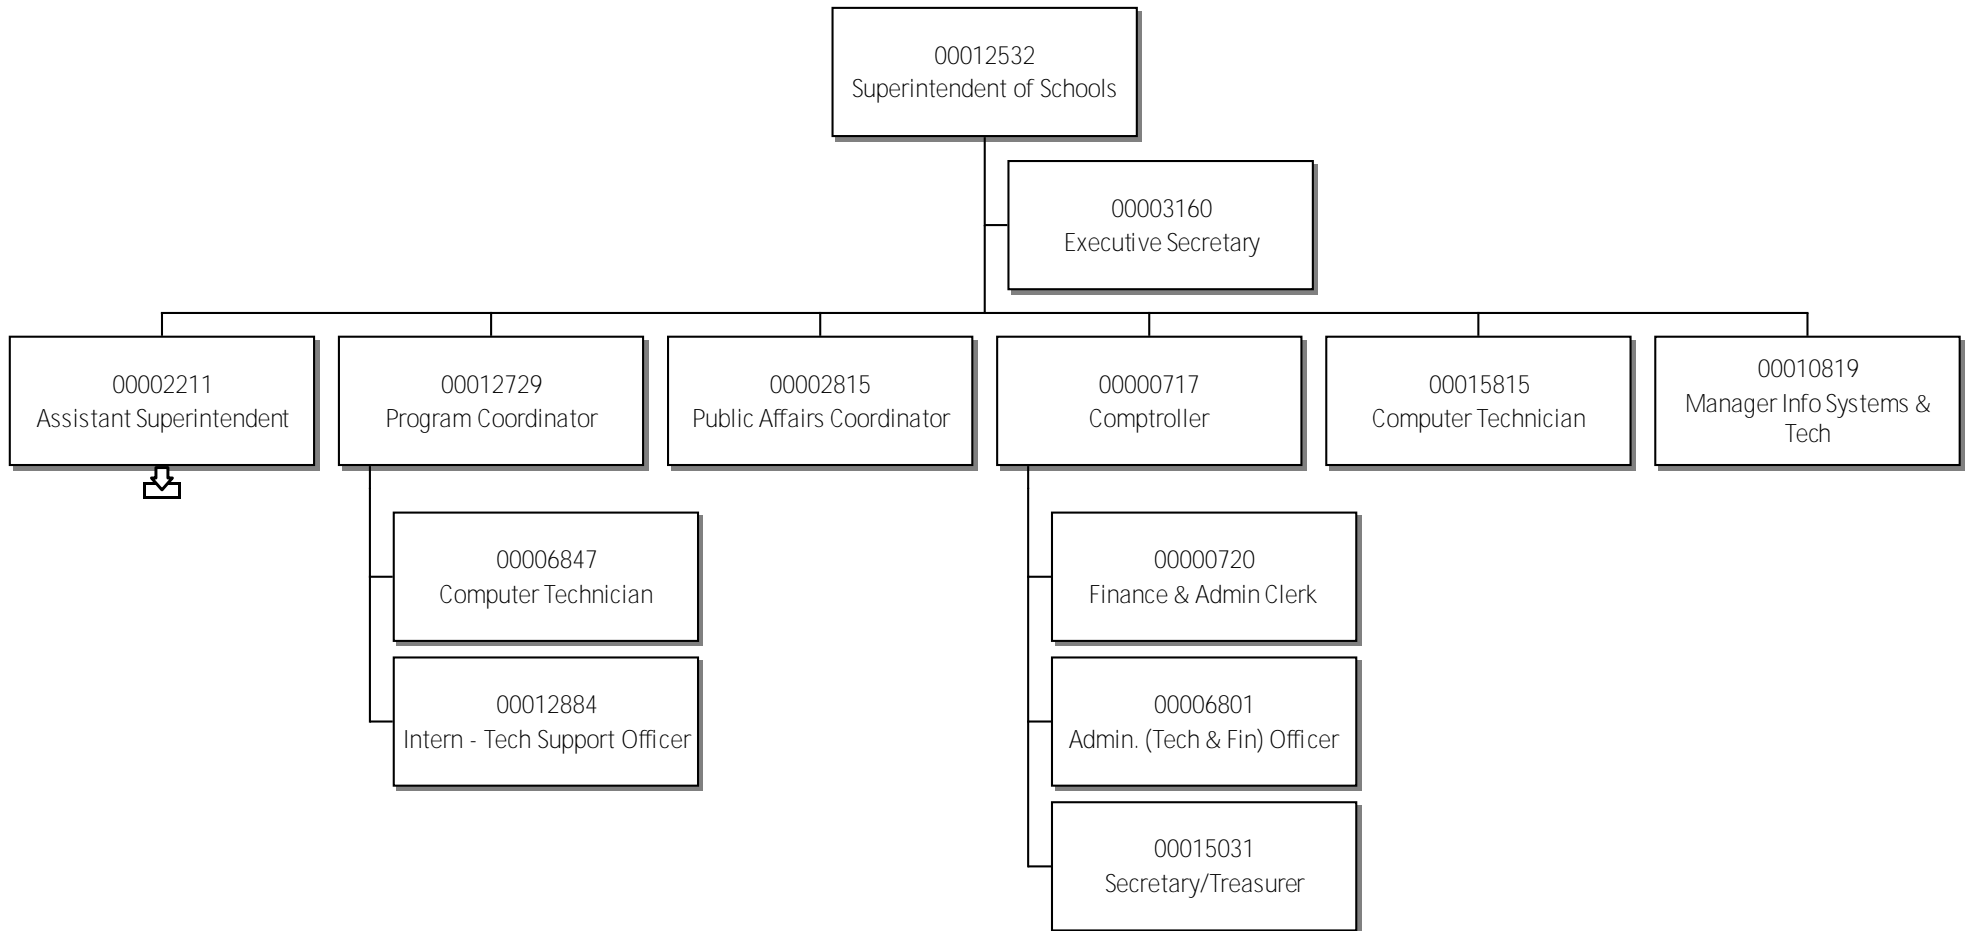 00012532
Superintendent of Schools
00003160
Executive Secretary
00002211
Assistant Superintendent
00012729
Program Coordinator
00002815
Public Affairs Coordinator
00000717
Comptroller
00015815
Computer Technician
00010819
Manager Info Systems &
Tech
00006847
Computer Technician
00012884
Intern - Tech Support Officer
00000720
Finance & Admin Clerk
00006801
Admin. (Tech & Fin) Officer
00015031
Secretary/Treasurer